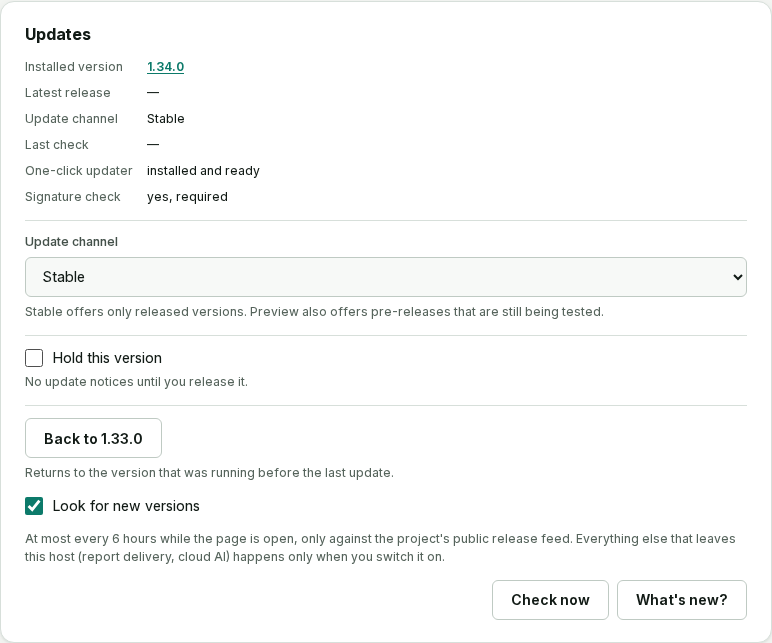 Updates
Installed version 1.34.0
Latest release —
Update channel Stable
Last check —
One-click updater installed and ready
Signature check yes, required
Update channel
Stable
Stable offers only released versions. Preview also offers pre-releases that are still being tested.
Hold this version
No update notices until you release it.
Back to 1.33.0
Returns to the version that was running before the last update.
Look for new versions
At most every 6 hours while the page is open, only against the project's public release feed. Everything else that leaves
this host (report delivery, cloud AI) happens only when you switch it on.
Check now What's new?